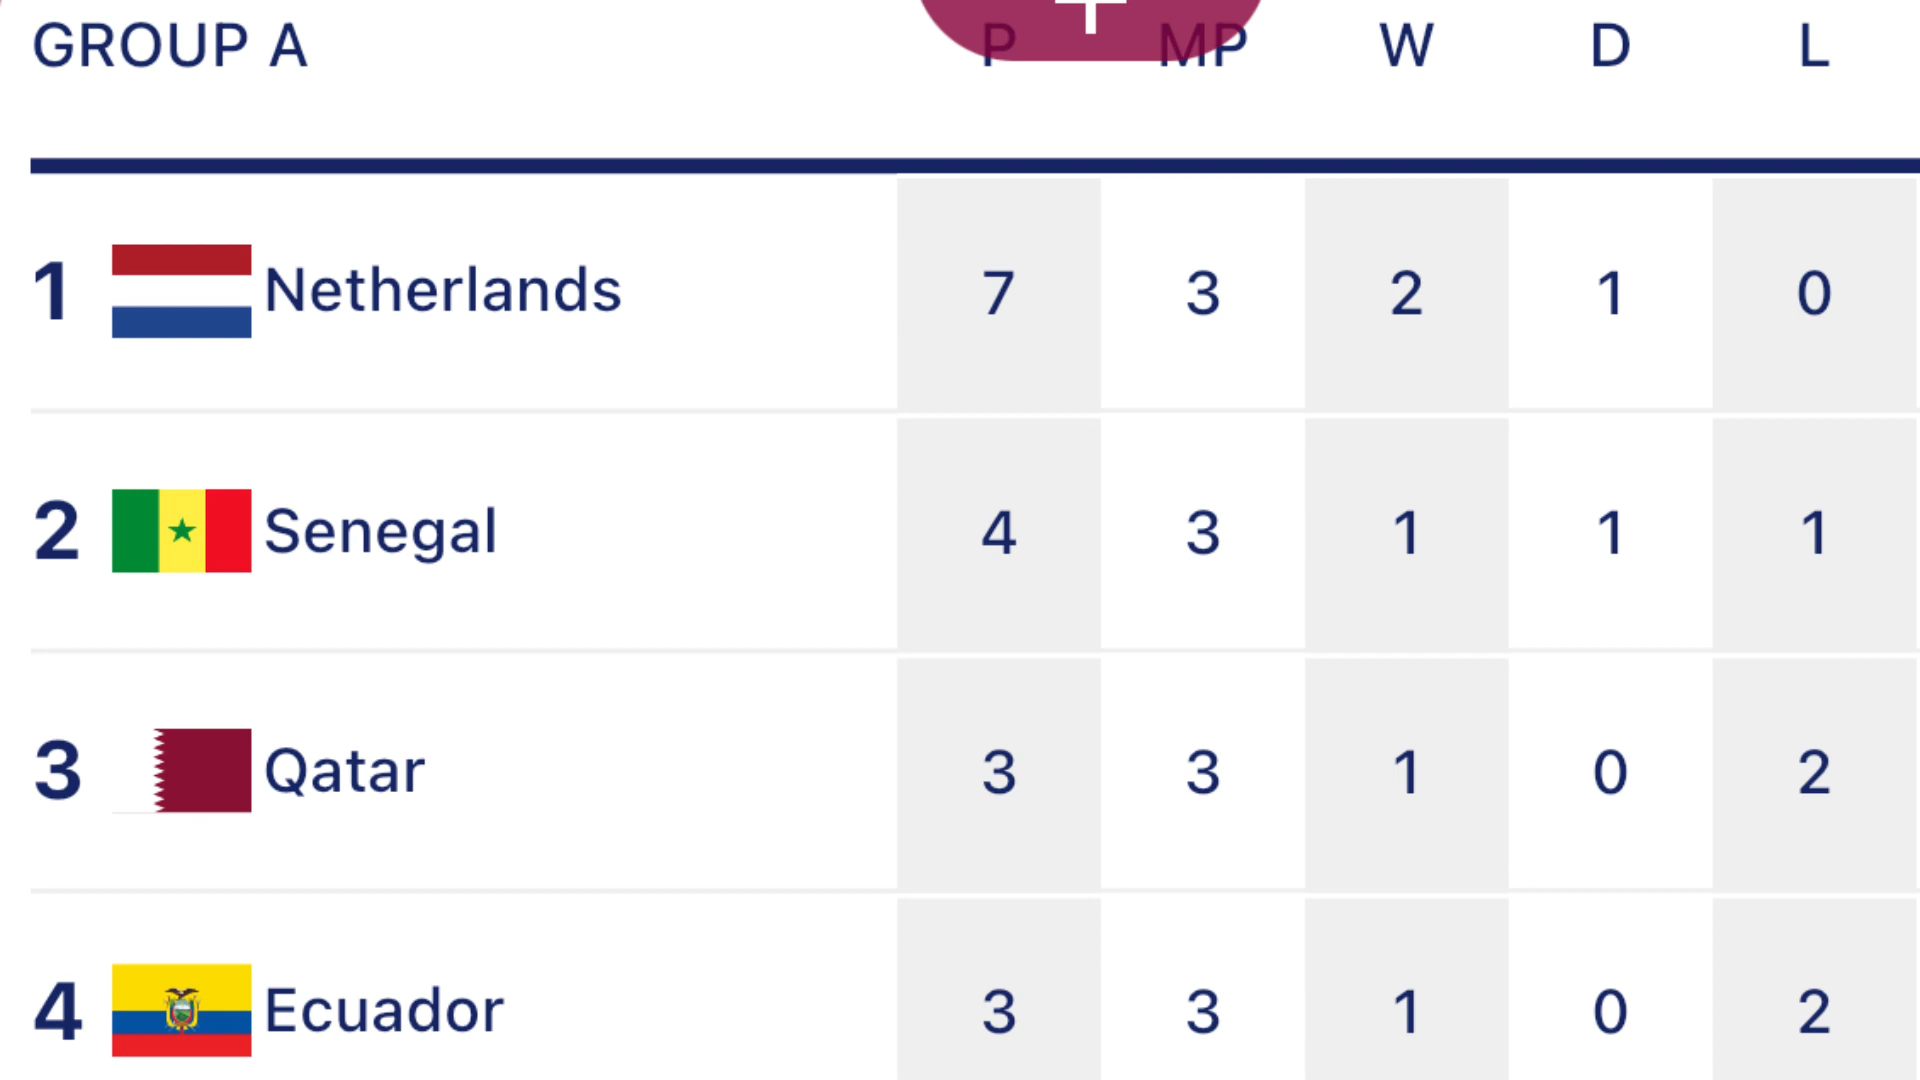 GROUP A P MP W D L
1 Netherlands 7 3 2 1 0
2 Senegal 4 3 1 1 1
3 Qatar 3 3 1 0 2
4 Ecuador 3 3 1 0 2